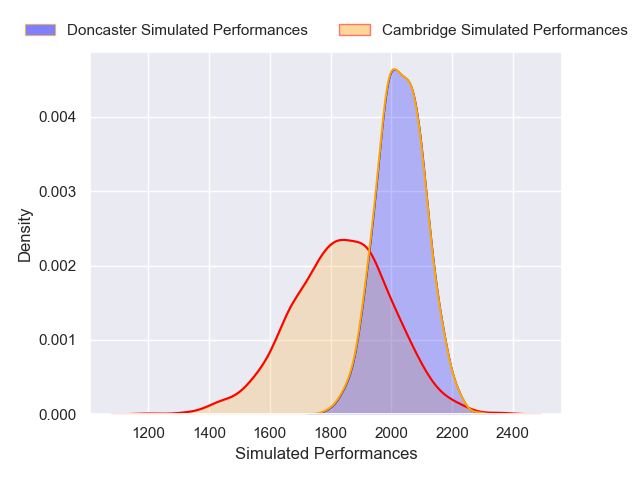 Doncaster Simulated Performances Cambridge Simulated Performances
0.004
0.003
0.002
0.001
0.000
Density
1200 1400 1600 1800 2000 2200 2400
Simulated Performances